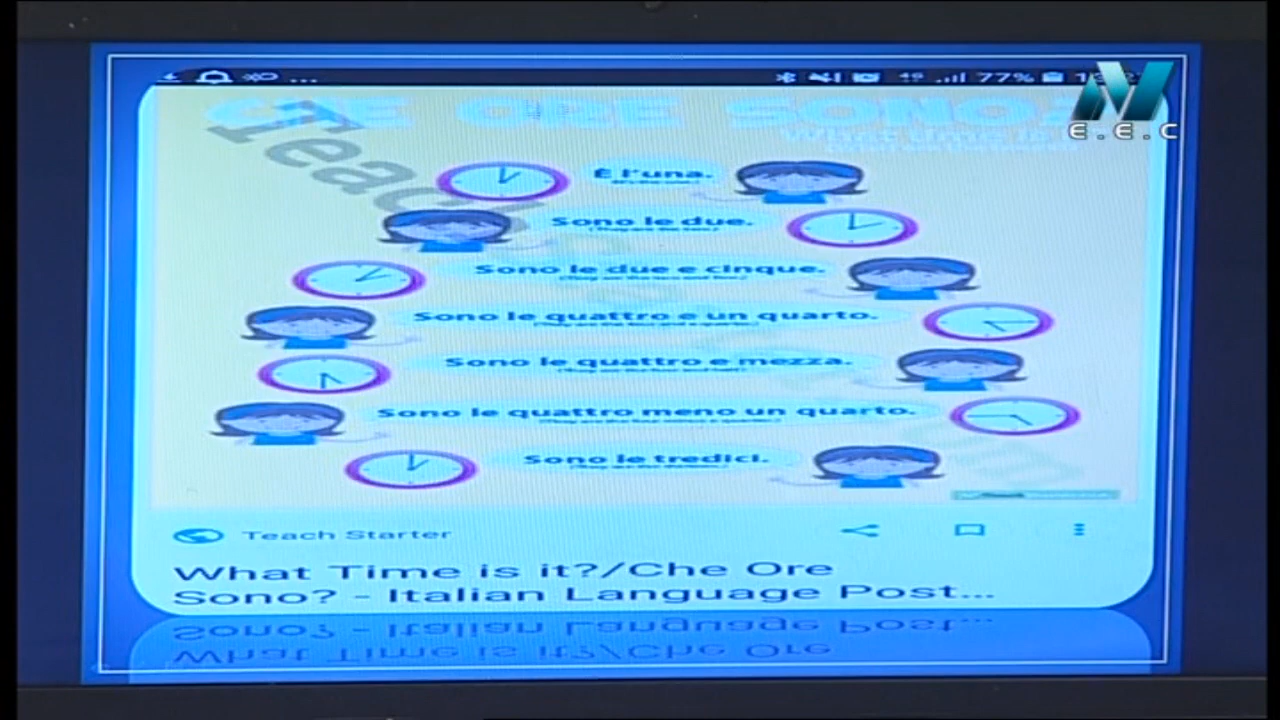 77%
E.E.C
CHE ORE SONO?
Teach
È l'una.
Sono le due.
Sono le due e cinque.
Sono le quattro e un quarto.
Sono le quattro e mezza.
Sono le quattro meno un quarto.
Sono le tredici.
Teach Starter
What Time is it?/Che Ore
Sono? - Italian Language Post...